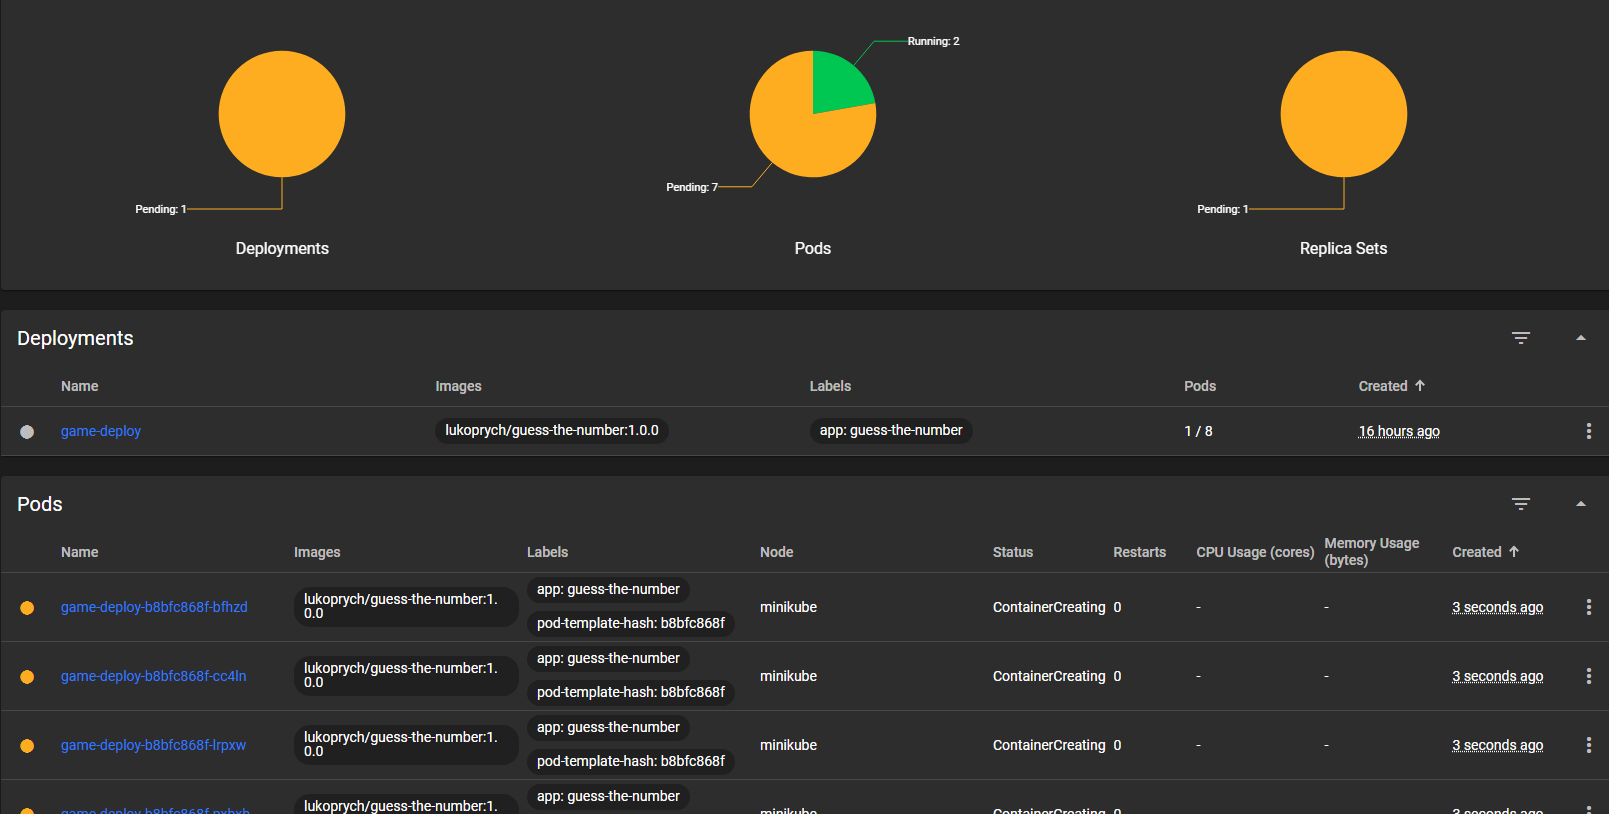 Running: 2
Pending: 7
Pending: 1
Pending: 1
Deployments
Pods
Replica Sets
Deployments
Name Images Labels Pods Created
game-deploy lukoprych/guess-the-number:1.0.0 app: guess-the-number 1 / 8 16 hours ago
Pods
Name Images Labels Node Status Restarts CPU Usage (cores) Memory Usage
(bytes) Created
game-deploy-b8bfc868f-bfhzd lukoprych/guess-the-number:1.
0.0 app: guess-the-number
pod-template-hash: b8bfc868f minikube ContainerCreating 0 - - 3 seconds ago
game-deploy-b8bfc868f-cc4ln lukoprych/guess-the-number:1.
0.0 app: guess-the-number
pod-template-hash: b8bfc868f minikube ContainerCreating 0 - - 3 seconds ago
game-deploy-b8bfc868f-lrpxw lukoprych/guess-the-number:1.
0.0 app: guess-the-number
pod-template-hash: b8bfc868f minikube ContainerCreating 0 - - 3 seconds ago
lukoprych/guess-the-number:1. app: guess-the-number
minikube ContainerCreating 0 3 seconds ago